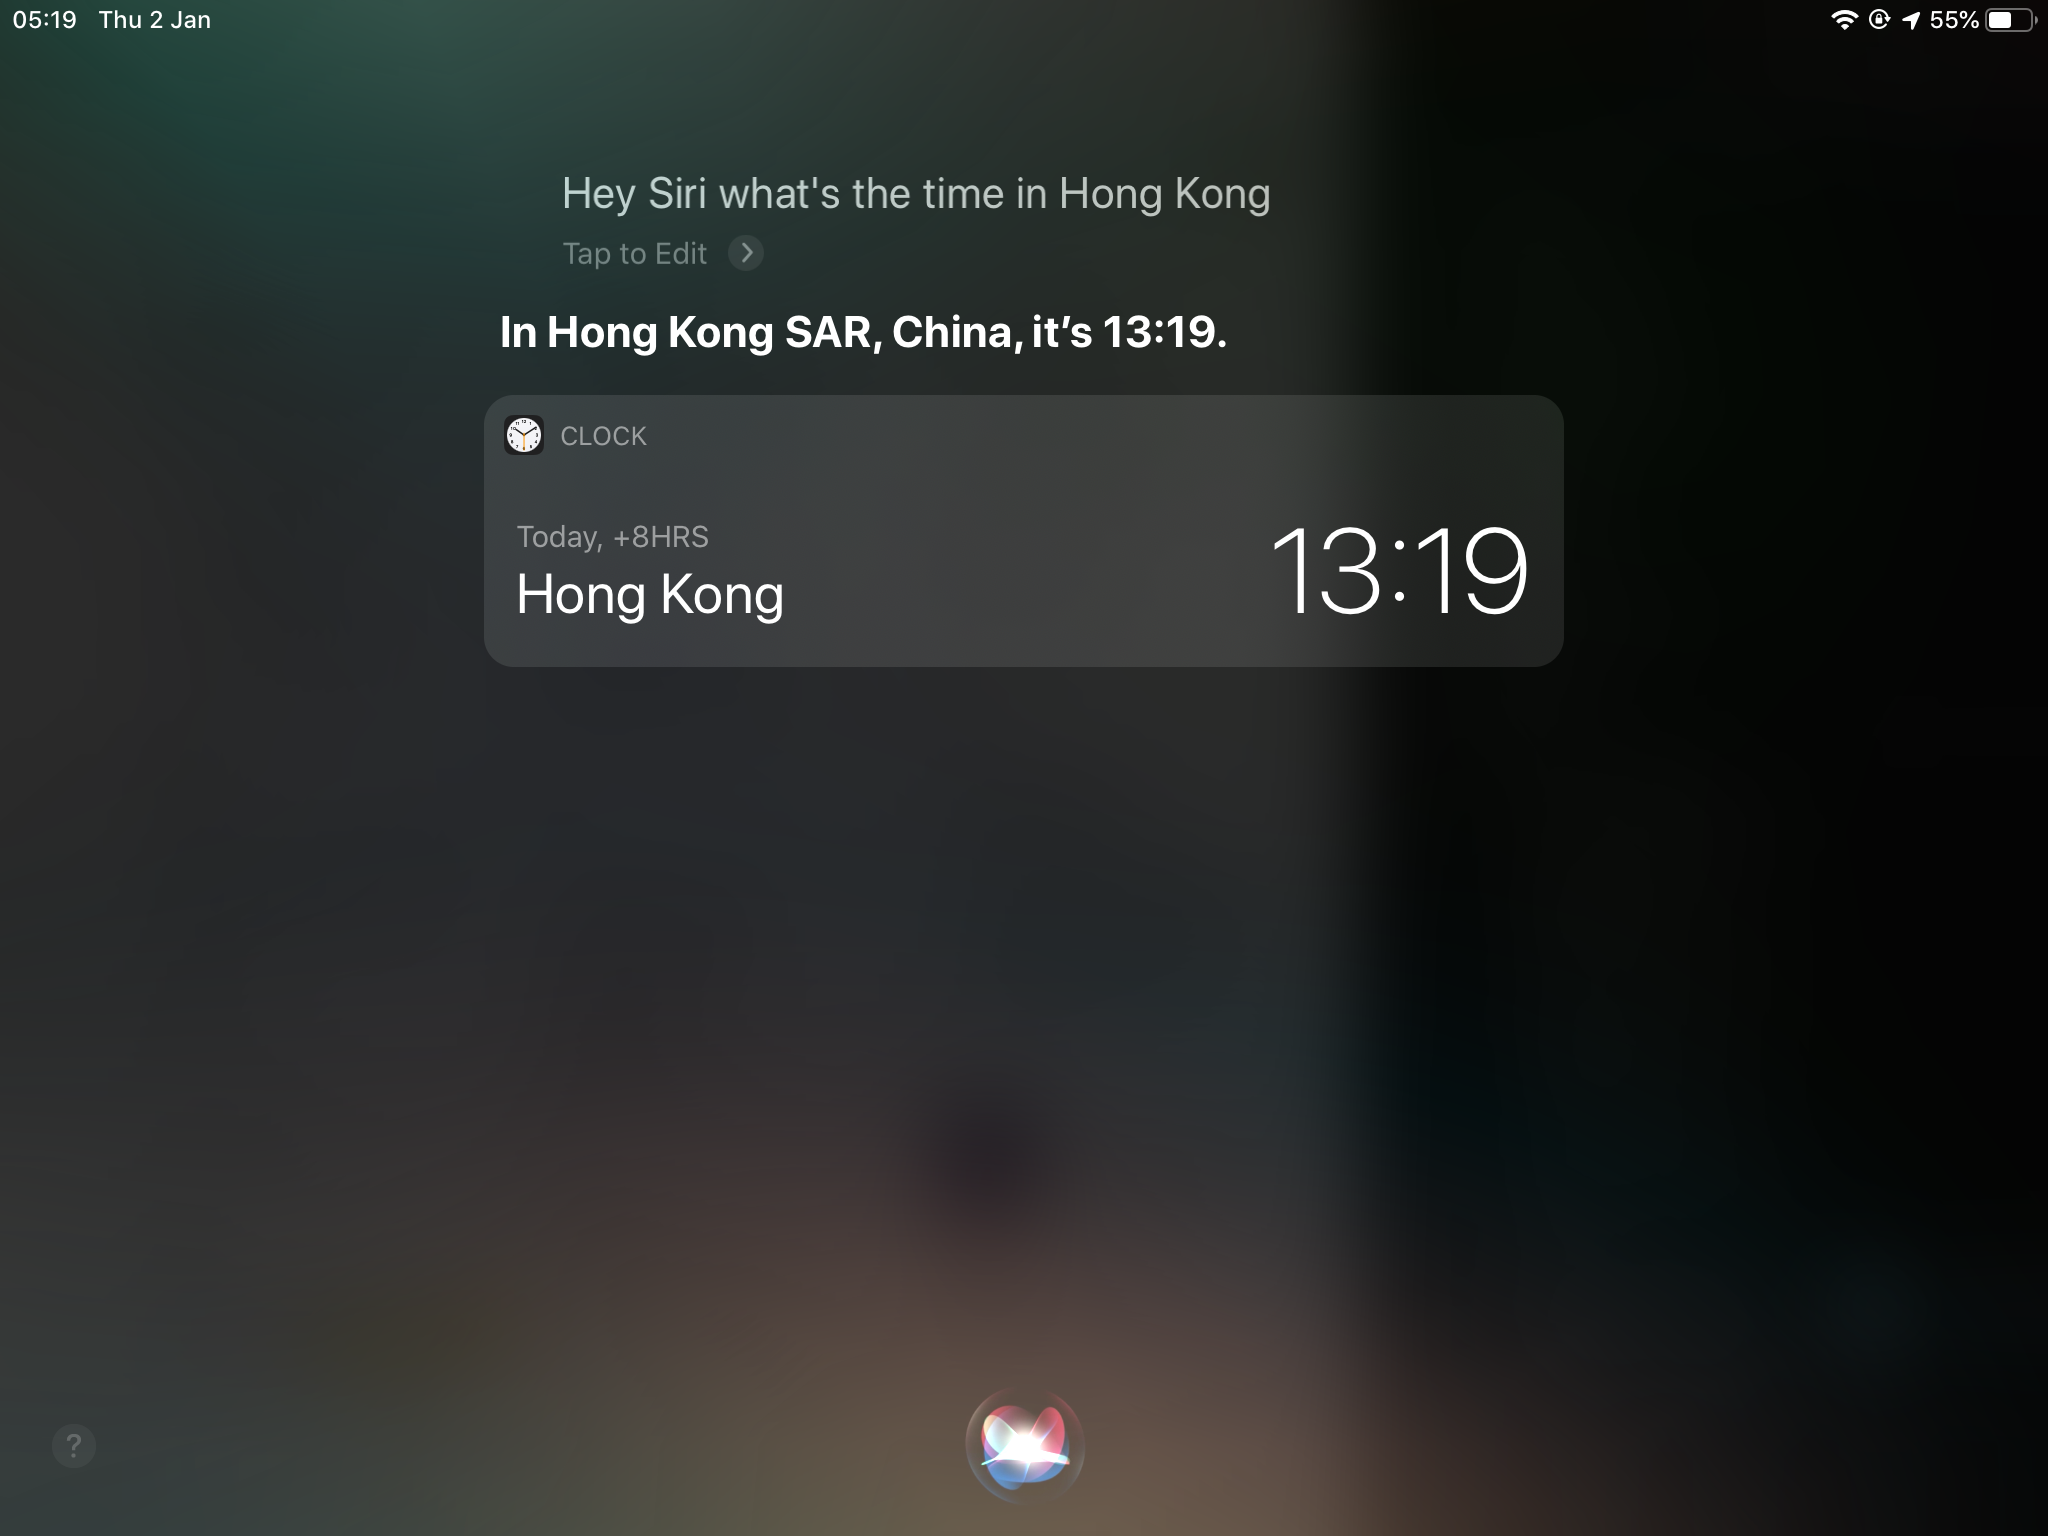 05:19 Thu 2 Jan
55%
Hey Siri what's the time in Hong Kong
Tap to Edit
In Hong Kong SAR, China, it’s 13:19.
CLOCK
Today, +8HRS
Hong Kong
13:19
?